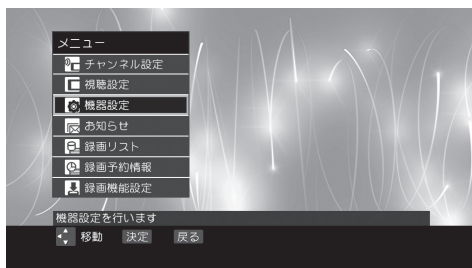 メニュー
チャンネル設定
視聴設定
機器設定
お知らせ
録画リスト
録画予約情報
録画機能設定
機器設定を行います
移動 決定 戻る